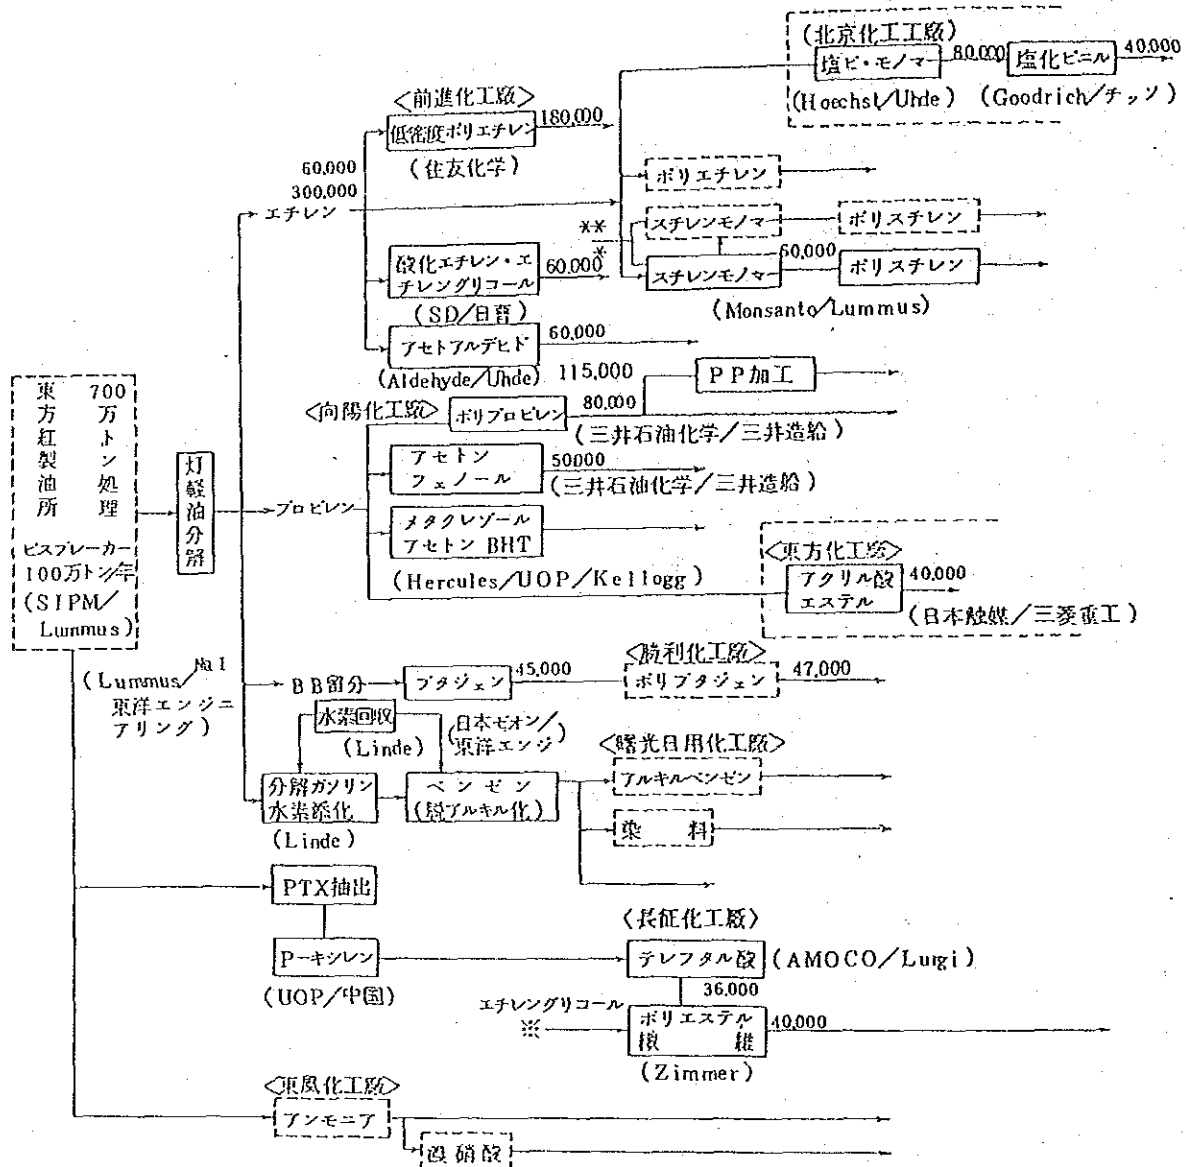 (北京化工工廠)
塩ビ・モノマー
80,000
塩化ビニル
40,000
(Hoechst/Uhde)
(Goodrich/チッソ)
<前進化工廠>
低密度ポリエチレン
180,000
(住友化学)
60,000
300,000
エチレン
ポリエチレン
**
スチレンモノマ
ポリスチレン
*
スチレンモノマー
60,000
ポリスチレン
(Monsanto/Lummus)
酸化エチレン・エ
チレングリコール
60,000
(SD/日曹)
アセトアルデヒド
60,000
(Aldehyde/Uhde)
115,000
PP加工
<向陽化工廠>
ポリプロピレン
80,000
(三井石油化学/三井造船)
アセトン
フェノール
50,000
(三井石油化学/三井造船)
プロピレン
メタクレゾール
アセトン BHT
(Hercules/UOP/Kellogg)
<東方化工廠>
アクリル酸
エステル
40,000
(日本触媒/三菱重工)
東方紅製油所
700万トン処理
ビスブレーカー
100万トン/年
(SIPM/
Lummus)
灯軽油分解
(Lummus/
№1
東洋エンジニ
アリング)
BB留分
ブタジェン
45,000
<勝利化工廠>
ポリブタジェン
47,000
水素回収
(Linde)
(日本ゼオン/
東洋エンジ)
分解ガソリン
水素添化
(Linde)
ベンゼン
(脱アルキル化)
<曙光日用化工廠>
アルキルベンゼン
染料
PTX抽出
P-キシレン
(UOP/中国)
<長征化工廠>
テレフタル酸
(AMOCO/Lurgi)
36,000
エチレングリコール
※
ポリエステル
繊維
40,000
(Zimmer)
<東風化工廠>
アンモニア
硝酸